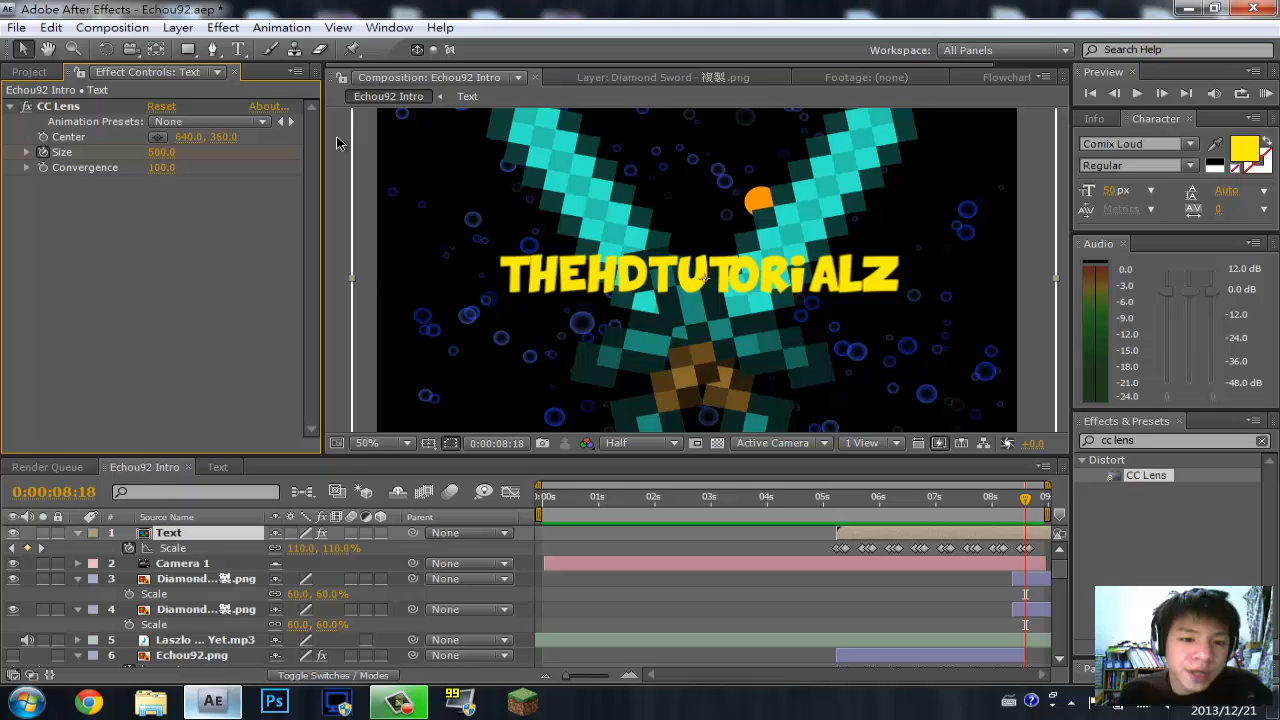 Adobe After Effects - Echou92.aep *
File Edit Composition Layer Effect Animation View Window Help
Workspace: All Panels Search Help
Project Effect Controls: Text
Echou92 Intro • Text
fx CC Lens Reset About...
Animation Presets: None
Center 640.0, 360.0
Size 500.0
Convergence 100.0
Composition: Echou92 Intro Layer: Diamond Sword - 複製.png Footage: (none) Flowchart
Echou92 Intro Text
THEHDTUTORiALZ
50% 0:00:08:18 Half Active Camera 1 View +0.0
Preview
Info Character
Comix Loud
Regular
50 px Auto
Metrics 0
Audio
0.0 12.0 dB
-3.0 0.0 dB
-6.0
-9.0 -12.0
-12.0
-15.0 -24.0
-18.0
-21.0 -36.0
-24.0 -48.0 dB
Effects & Presets
cc lens
Distort
CC Lens
Render Queue Echou92 Intro Text
0:00:08:18
:00s 01s 02s 03s 04s 05s 06s 07s 08s 09
# Source Name Parent
1 Text fx None
Scale 110.0, 110.0%
2 Camera 1 None
3 Diamond...製.png None
Scale 60.0, 60.0%
4 Diamond...製.png None
Scale 60.0, 60.0%
5 Laszlo ... Yet.mp3 None
6 Echou92.png fx None
Toggle Switches / Modes
Ae Ps 99
2013/12/21